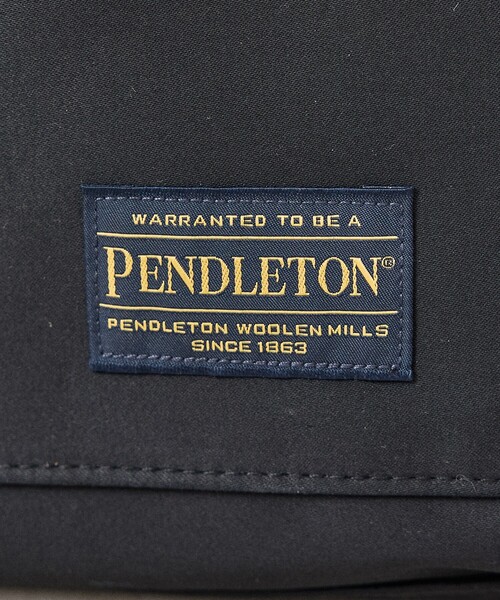 WARRANTED TO BE A
PENDLETON®
PENDLETON WOOLEN MILLS
SINCE 1863